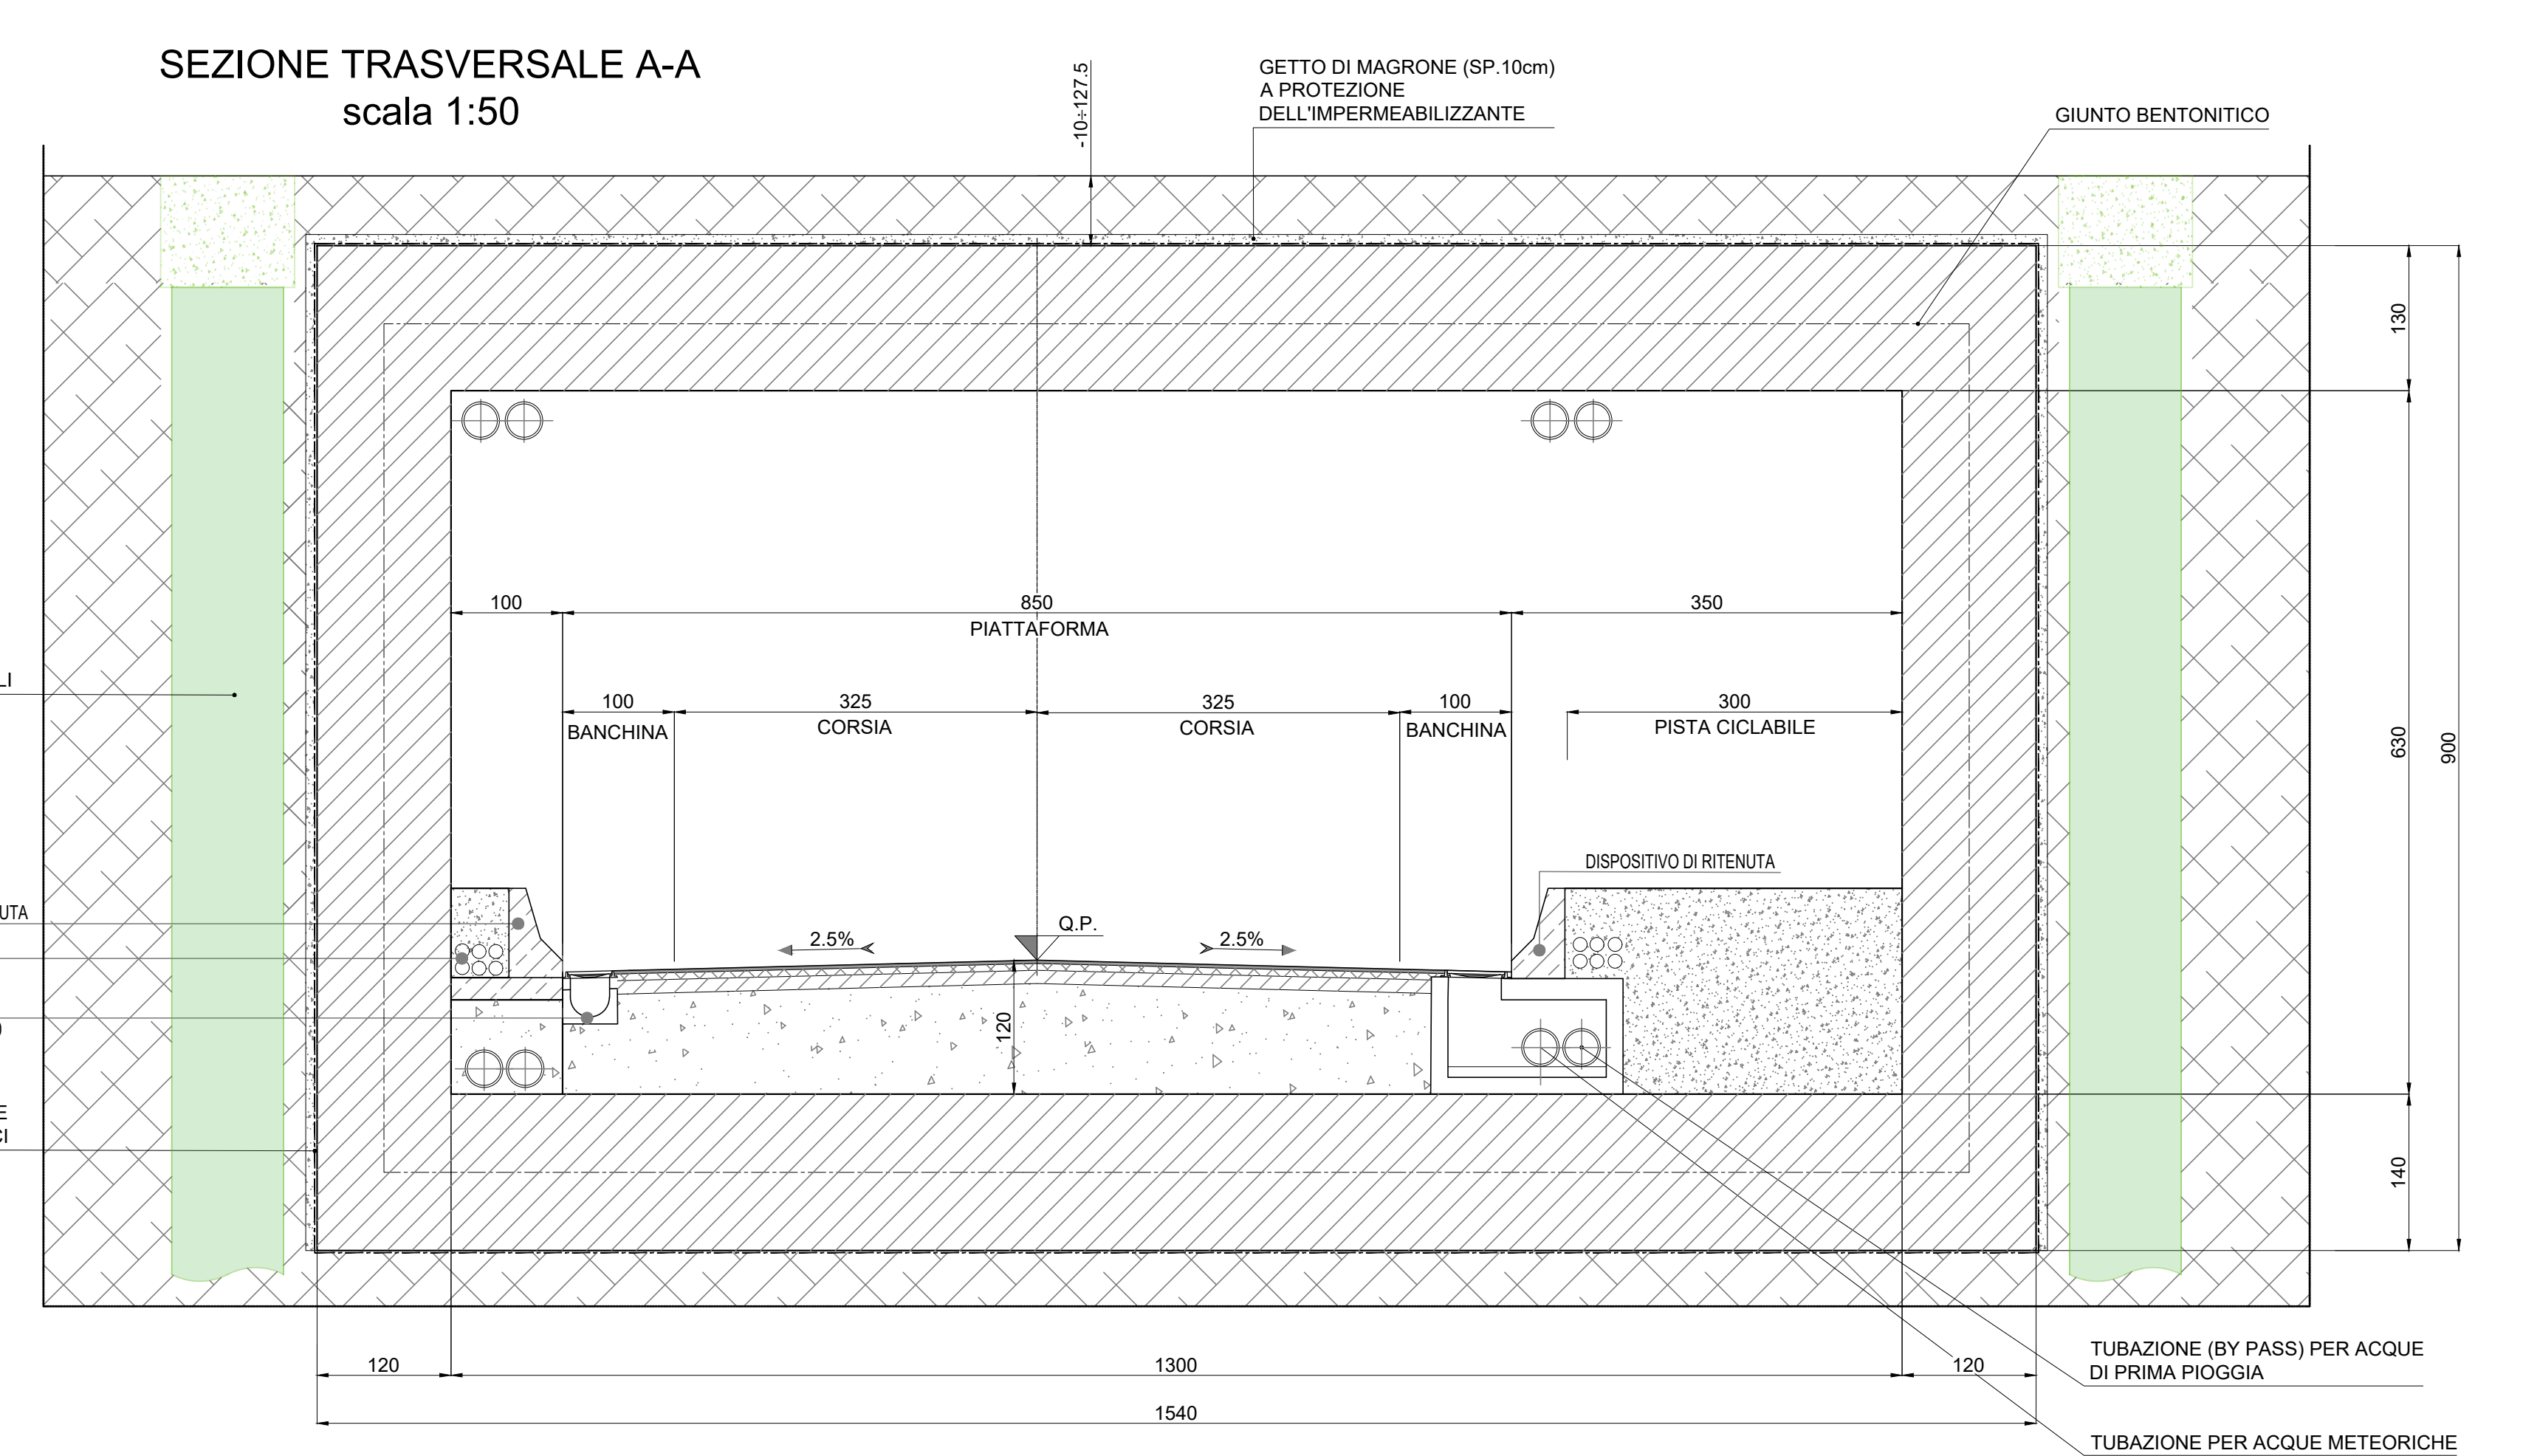 SEZIONE TRASVERSALE A-A
scala 1:50
-10÷127.5
GETTO DI MAGRONE (SP.10cm)
A PROTEZIONE
DELL'IMPERMEABILIZZANTE
GIUNTO BENTONITICO
130
100
850
350
PIATTAFORMA
LI
100
325
325
100
300
BANCHINA
CORSIA
CORSIA
BANCHINA
PISTA CICLABILE
630
900
DISPOSITIVO DI RITENUTA
UTA
2.5%
Q.P.
2.5%
120
)
E
CI
140
TUBAZIONE (BY PASS) PER ACQUE
DI PRIMA PIOGGIA
120
1300
120
1540
TUBAZIONE PER ACQUE METEORICHE